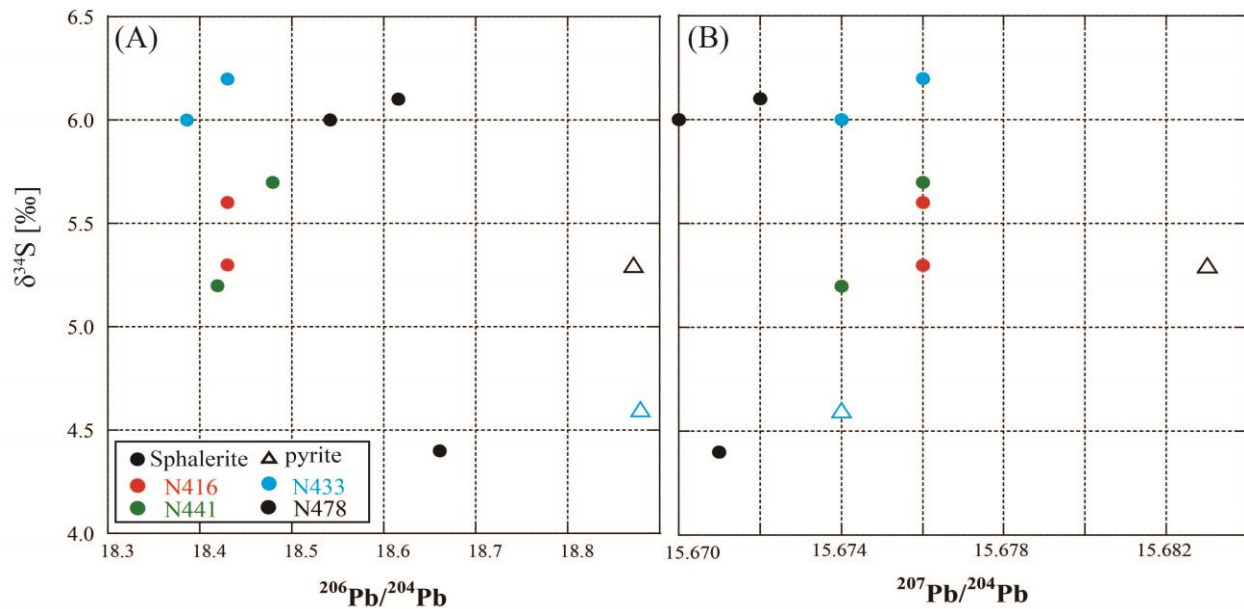 (A) (B)
6.5
6.0
5.5
5.0
4.5
4.0
δ³⁴S [‰]
Sphalerite pyrite
N416 N433
N441 N478
18.3 18.4 18.5 18.6 18.7 18.8 15.670 15.674 15.678 15.682
²⁰⁶Pb/²⁰⁴Pb ²⁰⁷Pb/²⁰⁴Pb